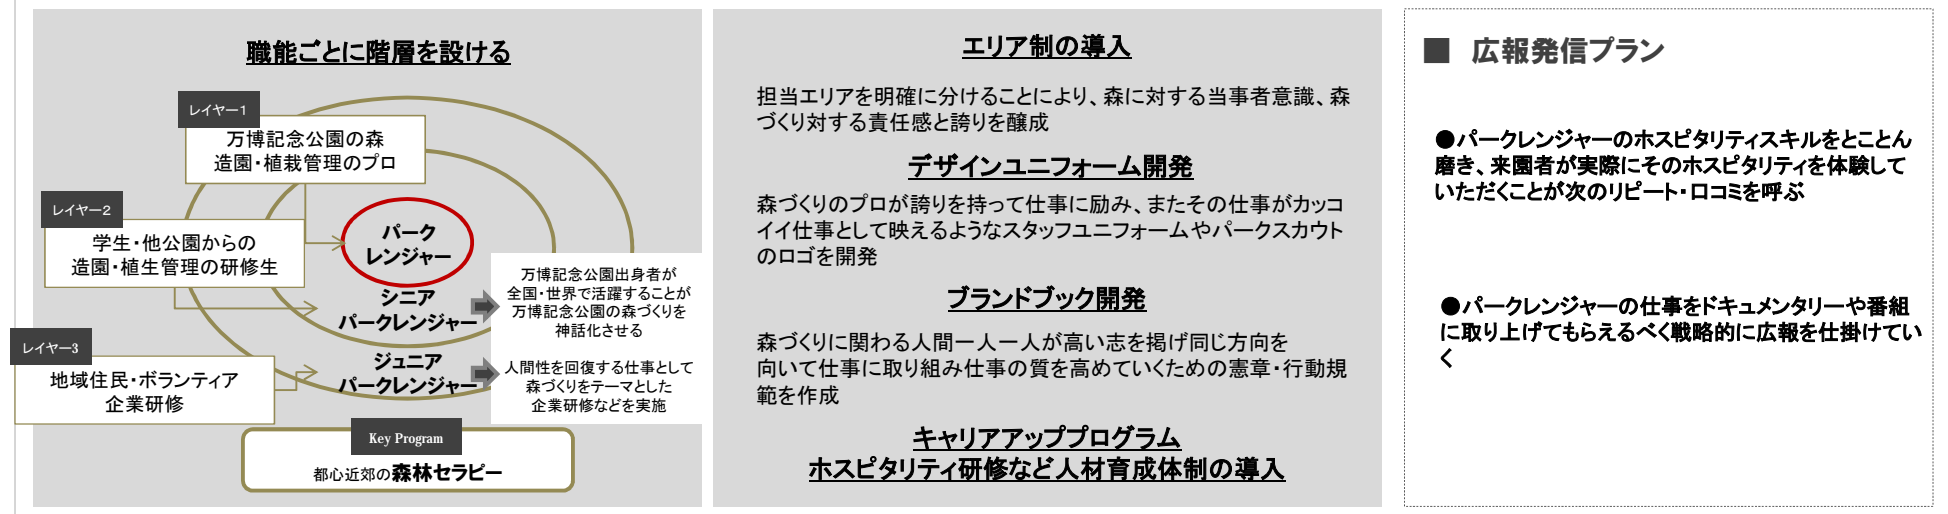 職能ごとに階層を設ける
レイヤー1
万博記念公園の森
造園・植栽管理のプロ
レイヤー2
学生・他公園からの
造園・植生管理の研修生
レイヤー3
地域住民・ボランティア
企業研修
パーク
レンジャー
シニア
パークレンジャー
ジュニア
パークレンジャー
万博記念公園出身者が
全国・世界で活躍することが
万博記念公園の森づくりを
神話化させる
人間性を回復する仕事として
森づくりをテーマとした
企業研修などを実施
Key Program
都心近郊の森林セラピー
エリア制の導入
担当エリアを明確に分けることにより、森に対する当事者意識、森
づくり対する責任感と誇りを醸成
デザインユニフォーム開発
森づくりのプロが誇りを持って仕事に励み、またその仕事がカッコ
イイ仕事として映えるようなスタッフユニフォームやパークスカウト
のロゴを開発
ブランドブック開発
森づくりに関わる人間一人一人が高い志を掲げ同じ方向を
向いて仕事に取り組み仕事の質を高めていくための憲章・行動規
範を作成
キャリアアッププログラム
ホスピタリティ研修など人材育成体制の導入
■ 広報発信プラン
●パークレンジャーのホスピタリティスキルをとことん
磨き、来園者が実際にそのホスピタリティを体験して
いただくことが次のリピート・口コミを呼ぶ
●パークレンジャーの仕事をドキュメンタリーや番組
に取り上げてもらえるべく戦略的に広報を仕掛けてい
く